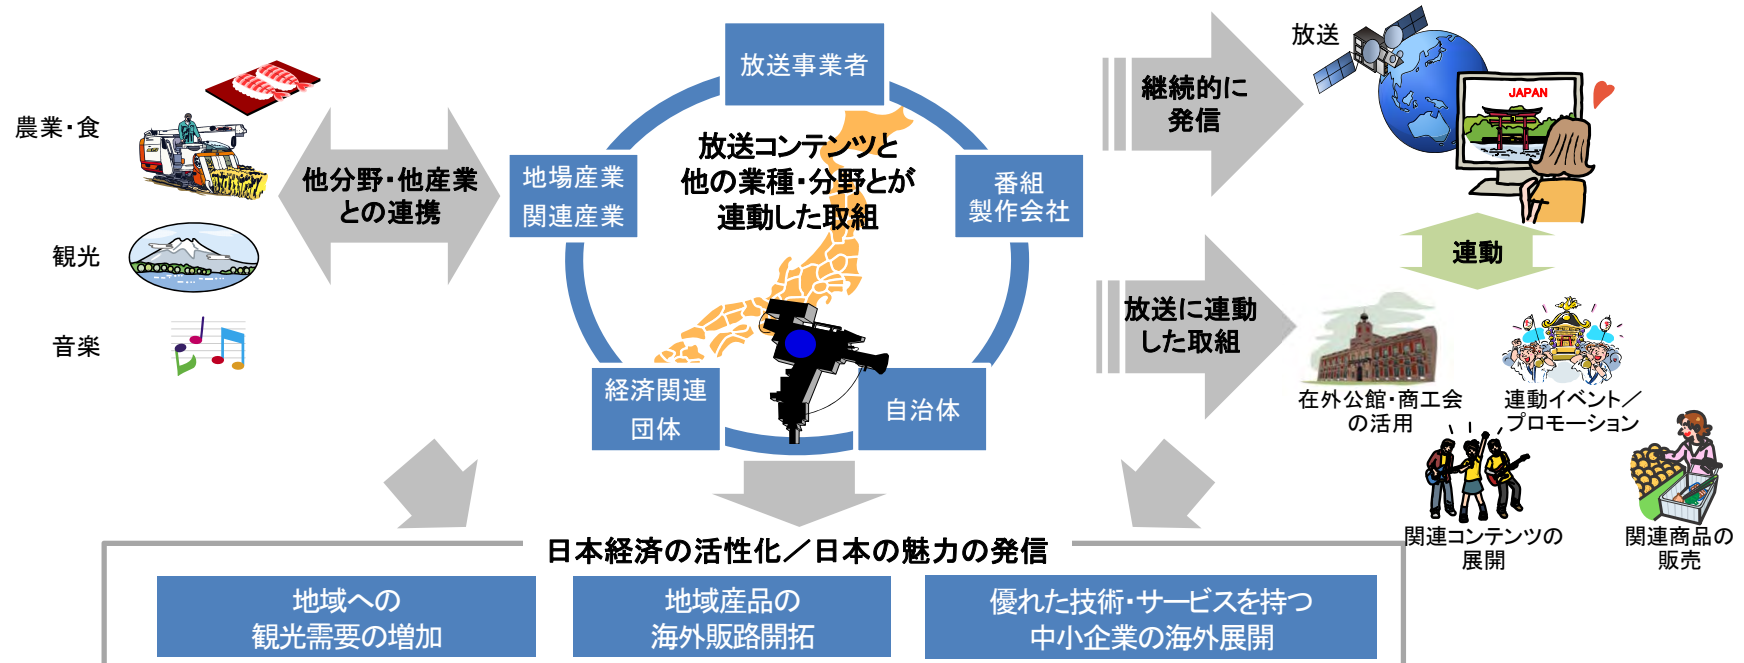 農業・食
観光
音楽
他分野・他産業
との連携
放送事業者
地場産業
関連産業
放送コンテンツと
他の業種・分野とが
連動した取組
番組
製作会社
経済関連
団体
自治体
継続的に
発信
放送に連動
した取組
放送
JAPAN
連動
在外公館・商工会
の活用
連動イベント／
プロモーション
関連コンテンツの
展開
関連商品の
販売
日本経済の活性化／日本の魅力の発信
地域への
観光需要の増加
地域産品の
海外販路開拓
優れた技術・サービスを持つ
中小企業の海外展開